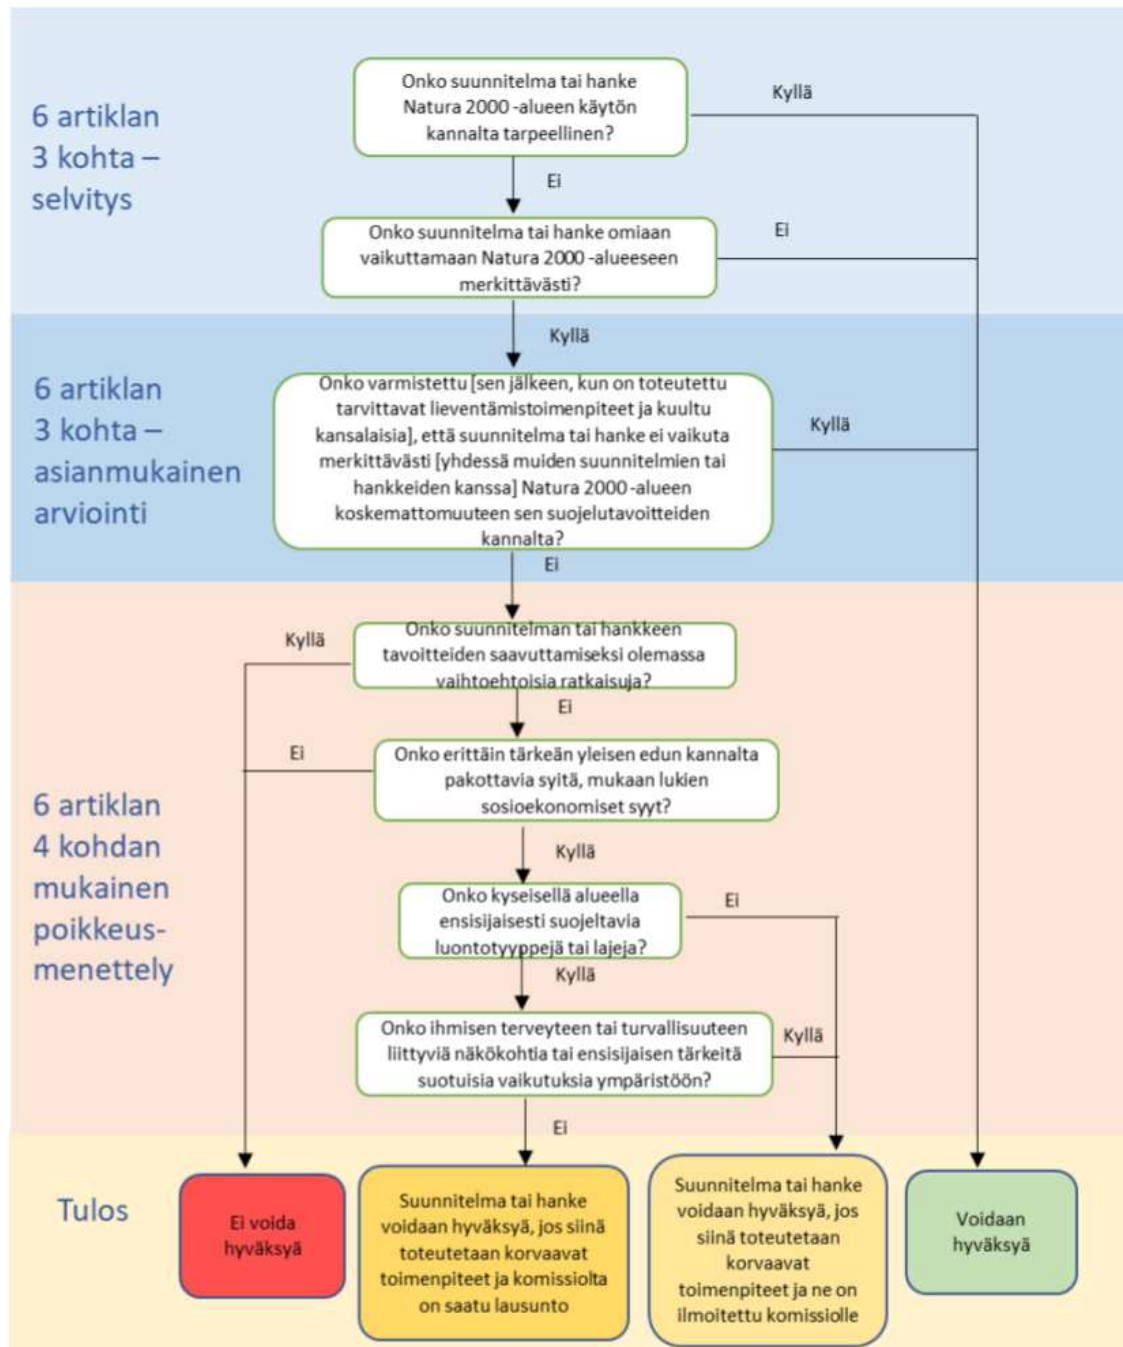 Onko suunnitelma tai hanke
Natura 2000 -alueen käytön
kannalta tarpeellinen?
Kyllä
6 artiklan
3 kohta –
selvitys
Ei
Onko suunnitelma tai hanke omiaan
vaikuttamaan Natura 2000 -alueeseen
merkittävästi?
Ei
Kyllä
6 artiklan
3 kohta –
asianmukainen
arviointi
Onko varmistettu [sen jälkeen, kun on toteutettu
tarvittavat lieventämistoimenpiteet ja kuultu
kansalaisia], että suunnitelma tai hanke ei vaikuta
merkittävästi [yhdessä muiden suunnitelmien tai
hankkeiden kanssa] Natura 2000 -alueen
koskemattomuuteen sen suojelutavoitteiden
kannalta?
Kyllä
Ei
Onko suunnitelman tai hankkeen
tavoitteiden saavuttamiseksi olemassa
vaihtoehtoisia ratkaisuja?
Kyllä
Ei
Onko erittäin tärkeän yleisen edun kannalta
pakottavia syitä, mukaan lukien
sosioekonomiset syyt?
Ei
6 artiklan
4 kohdan
mukainen
poikkeus-
menettely
Kyllä
Onko kyseisellä alueella
ensisijaisesti suojeltavia
luontotyyppejä tai lajeja?
Ei
Kyllä
Onko ihmisen terveyteen tai turvallisuuteen
liittyviä näkökohtia tai ensisijaisen tärkeitä
suotuisia vaikutuksia ympäristöön?
Kyllä
Ei
Tulos
Ei voida
hyväksyä
Suunnitelma tai hanke
voidaan hyväksyä, jos siinä
toteutetaan korvaavat
toimenpiteet ja komissiolta
on saatu lausunto
Suunnitelma tai hanke
voidaan hyväksyä, jos
siinä toteutetaan
korvaavat
toimenpiteet ja ne on
ilmoitettu komissiolle
Voidaan
hyväksyä